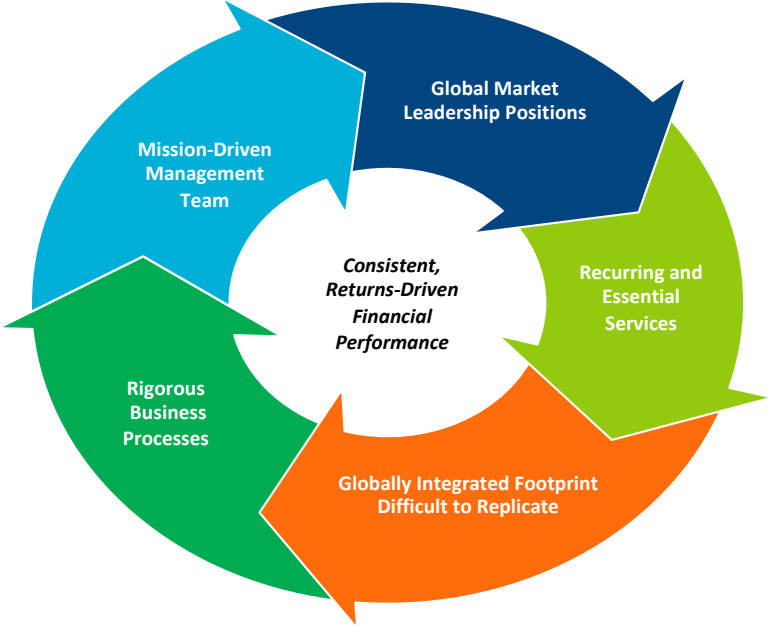 Global Market
Leadership Positions
Recurring and
Essential
Services
Globally Integrated Footprint
Difficult to Replicate
Rigorous
Business
Processes
Mission-Driven
Management
Team
Consistent,
Returns-Driven
Financial
Performance